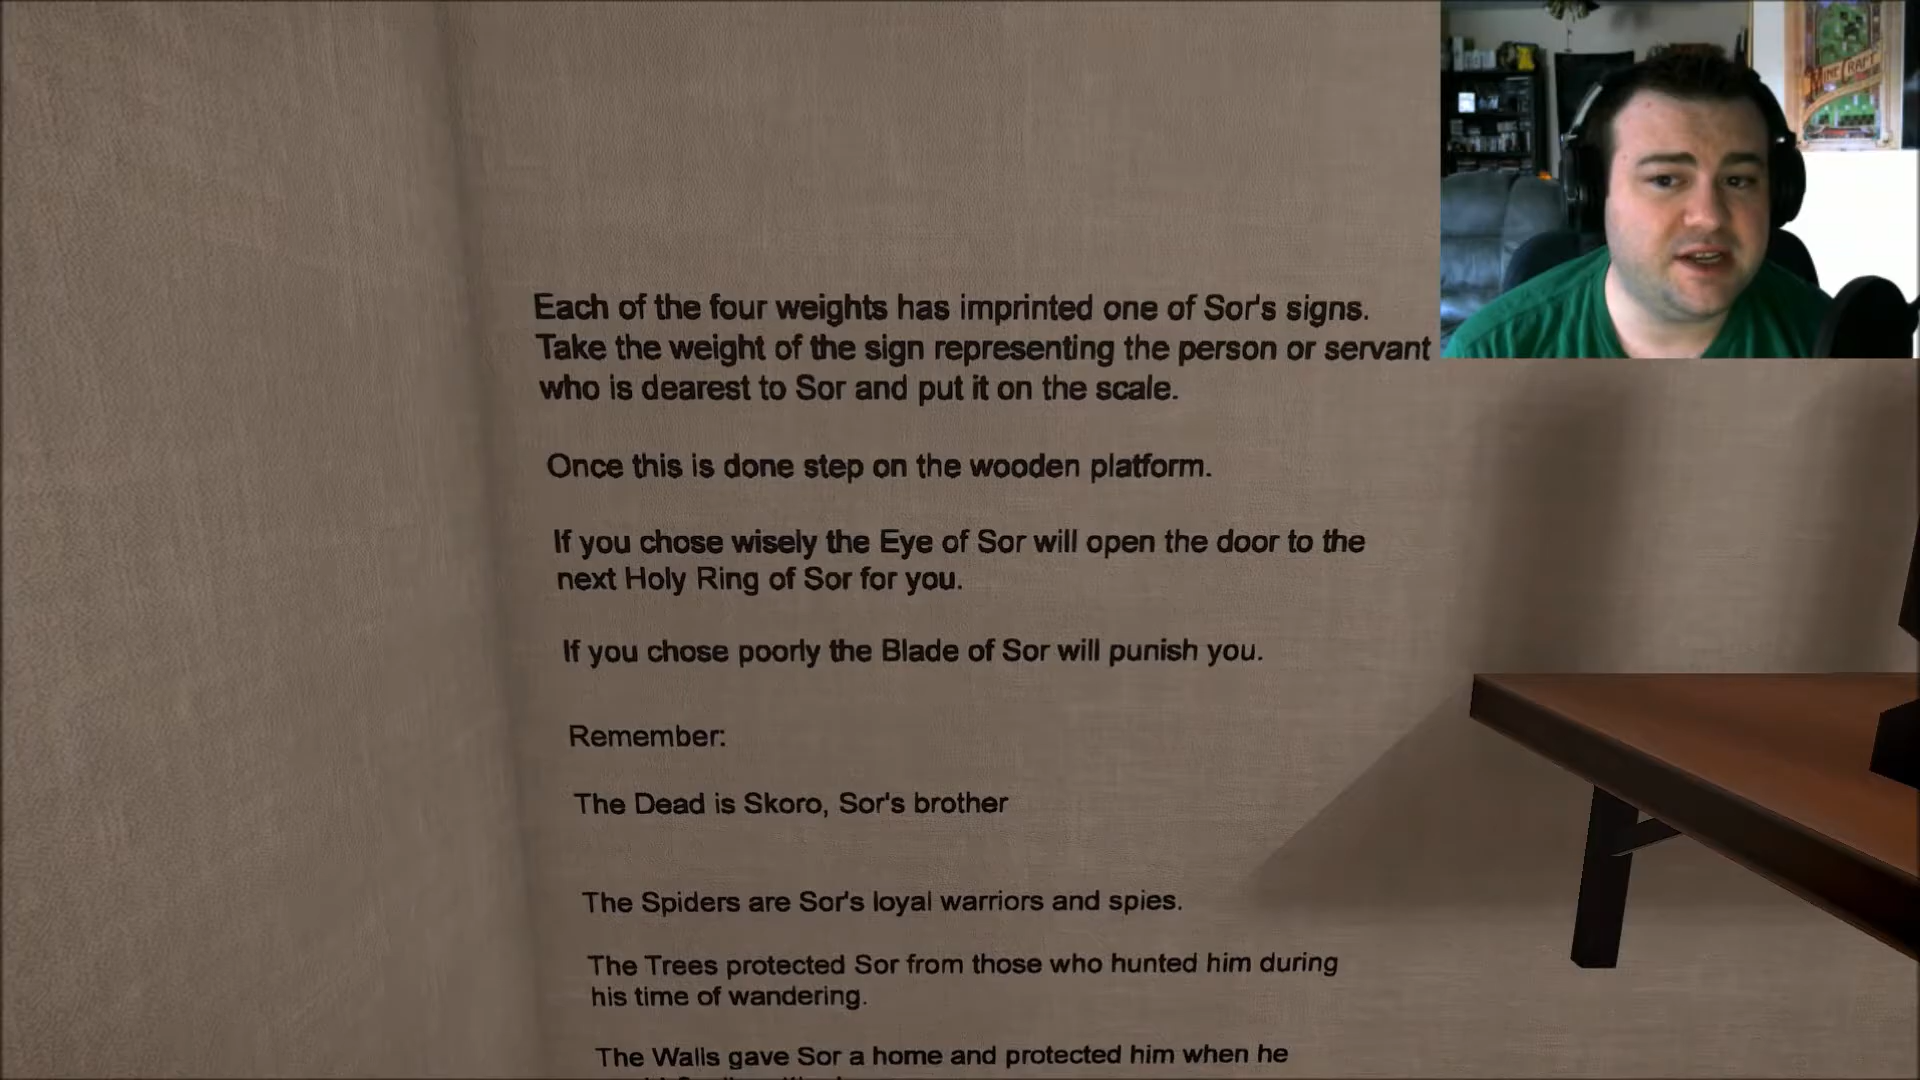 Each of the four weights has imprinted one of Sor's signs.
Take the weight of the sign representing the person or servant
who is dearest to Sor and put it on the scale.
Once this is done step on the wooden platform.
If you chose wisely the Eye of Sor will open the door to the
next Holy Ring of Sor for you.
If you chose poorly the Blade of Sor will punish you.
Remember:
The Dead is Skoro, Sor's brother
The Spiders are Sor's loyal warriors and spies.
The Trees protected Sor from those who hunted him during
his time of wandering.
The Walls gave Sor a home and protected him when he
MINECRAFT